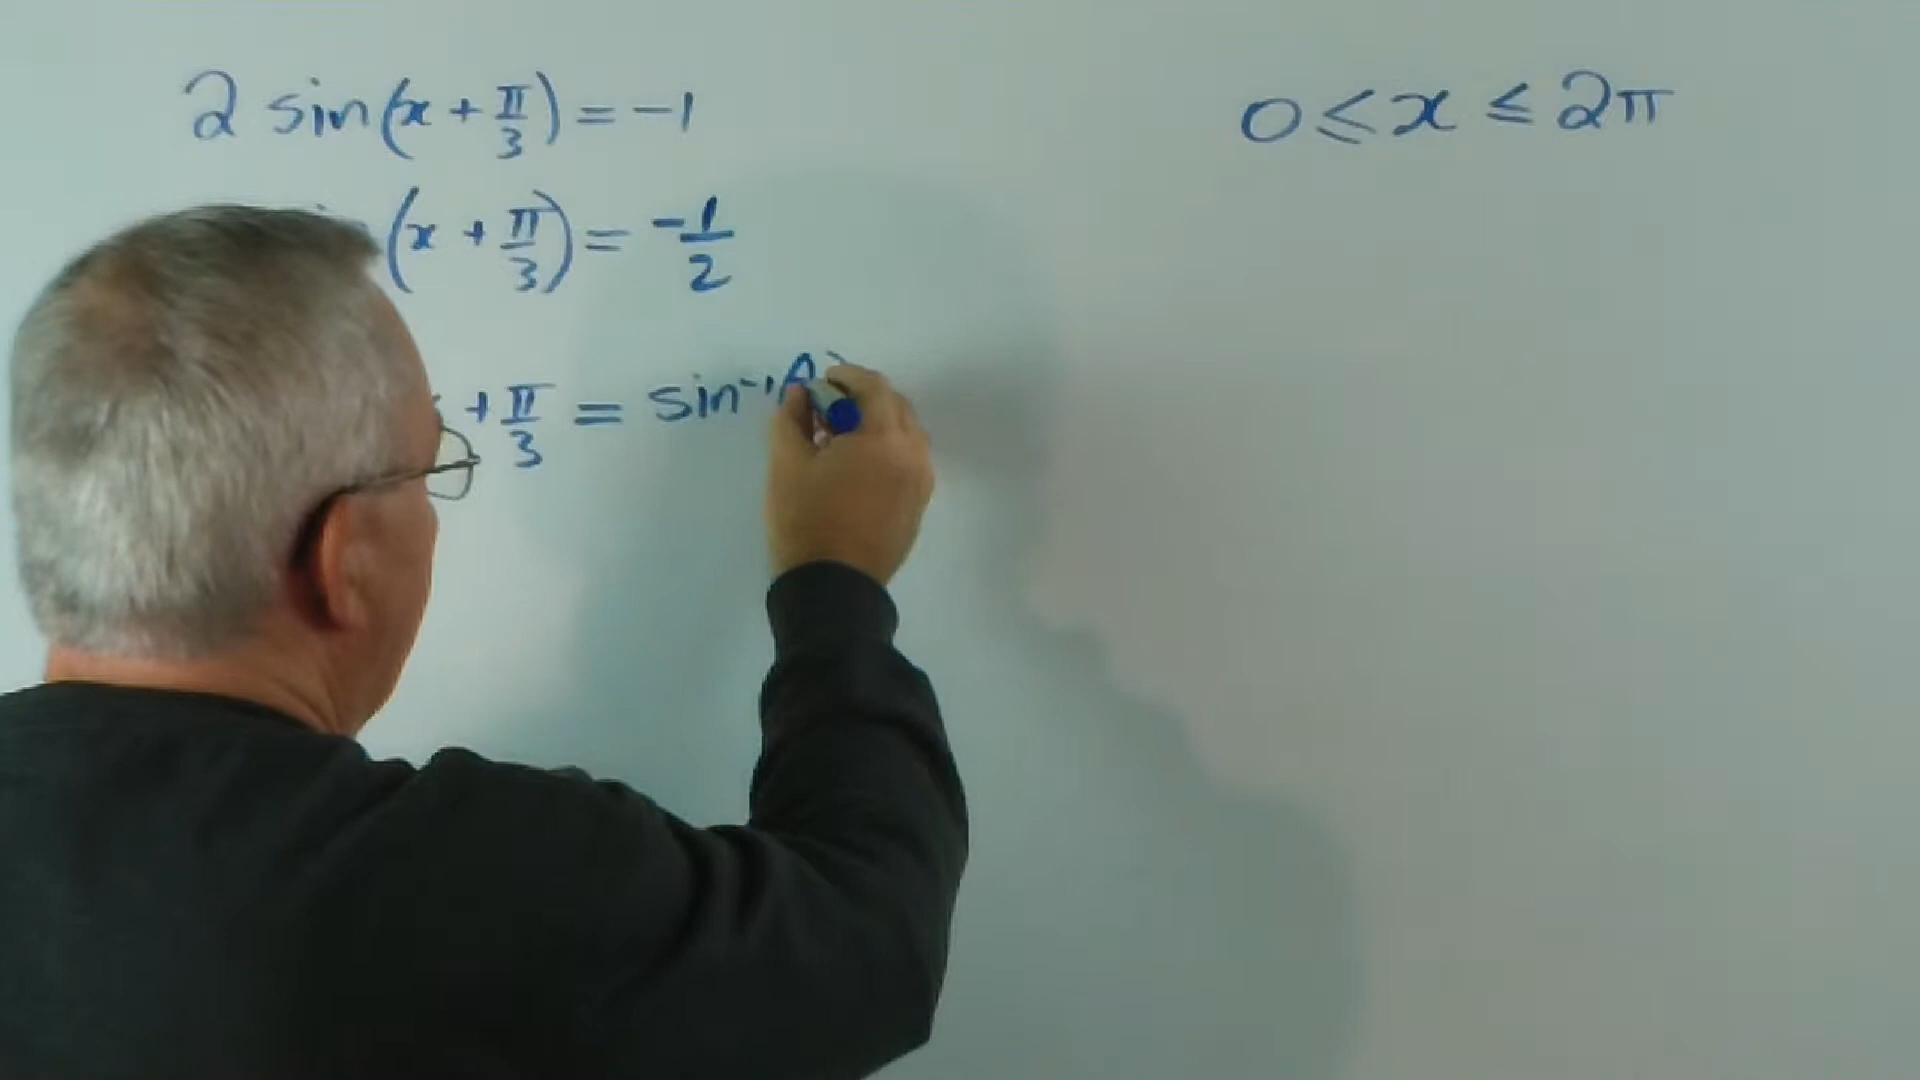 2 sin(x + π/3) = -1
0 ≤ x ≤ 2π
(x + π/3) = -1/2
+ π/3 = sin⁻¹(